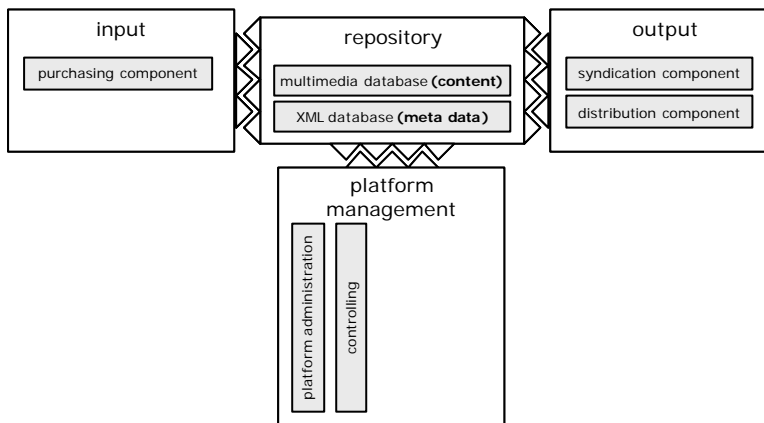 input
purchasing component
repository
multimedia database (content)
XML database (meta data)
output
syndication component
distribution component
platform
management
platform administration
controlling